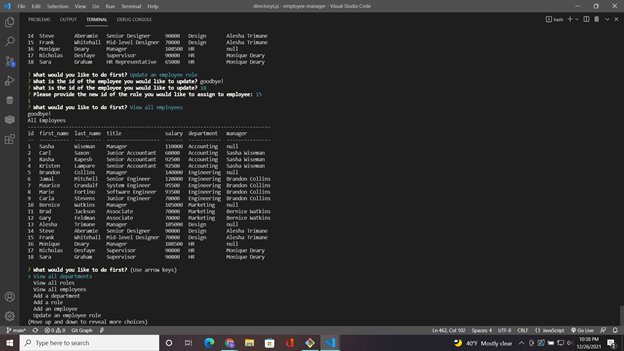 File Edit Selection View Go Run Terminal Help
directory.js - employee-manager - Visual Studio Code
PROBLEMS OUTPUT TERMINAL DEBUG CONSOLE
bash
14 Steve Aberamie Senior Designer 90000 Design Alesha Trimane
15 Frank Whitehall Mid-level Designer 70000 Design Alesha Trimane
16 Monique Deary Manager 108500 HR null
17 Nicholas Desfaye Supervisor 90000 HR Monique Deary
18 Sara Graham HR Representative 65000 HR Monique Deary
? What would you like to do first? Update an employee role
? What is the id of the employee you would like to update? goodbye!
? What is the id of the employee you would like to update? 18
? Please provide the new id of the role you would like to assign to employee: 15
1
? What would you like to do first? View all employees
goodbye!
All Employees
id first_name last_name title salary department manager
1 Sasha Wiseman Manager 110000 Accounting null
2 Carl Saxon Junior Accountant 60000 Accounting Sasha Wiseman
3 Rasha Kapesh Senior Accountant 92500 Accounting Sasha Wiseman
4 Kristen Lampare Senior Accountant 92500 Accounting Sasha Wiseman
5 Brandon Collins Manager 140000 Engineering null
6 Jamal Mitchell Senior Engineer 120000 Engineering Brandon Collins
7 Maurice Crandalf System Engineer 95500 Engineering Brandon Collins
8 Marie Fortino Software Engineer 93500 Engineering Brandon Collins
9 Carla Stevens Junior Engineer 70000 Engineering Brandon Collins
10 Bernice Watkins Manager 105000 Marketing null
11 Brad Jackson Associate 70000 Marketing Bernice Watkins
12 Gary Feldman Associate 70000 Marketing Bernice Watkins
13 Alesha Trimane Manager 105000 Design null
14 Steve Aberamie Senior Designer 90000 Design Alesha Trimane
15 Frank Whitehall Mid-level Designer 70000 Design Alesha Trimane
16 Monique Deary Manager 108500 HR null
17 Nicholas Desfaye Supervisor 90000 HR Monique Deary
18 Sara Graham Supervisor 90000 HR Monique Deary
? What would you like to do first? (Use arrow keys)
> View all departments
View all roles
View all employees
Add a department
Add a role
Add an employee
Update an employee role
(Move up and down to reveal more choices)
main* 0 0 Git Graph
Ln 462, Col 102 Spaces: 4 UTF-8 CRLF JavaScript Go Live
Type here to search
40°F Mostly clear
10:38 PM
12/26/2021